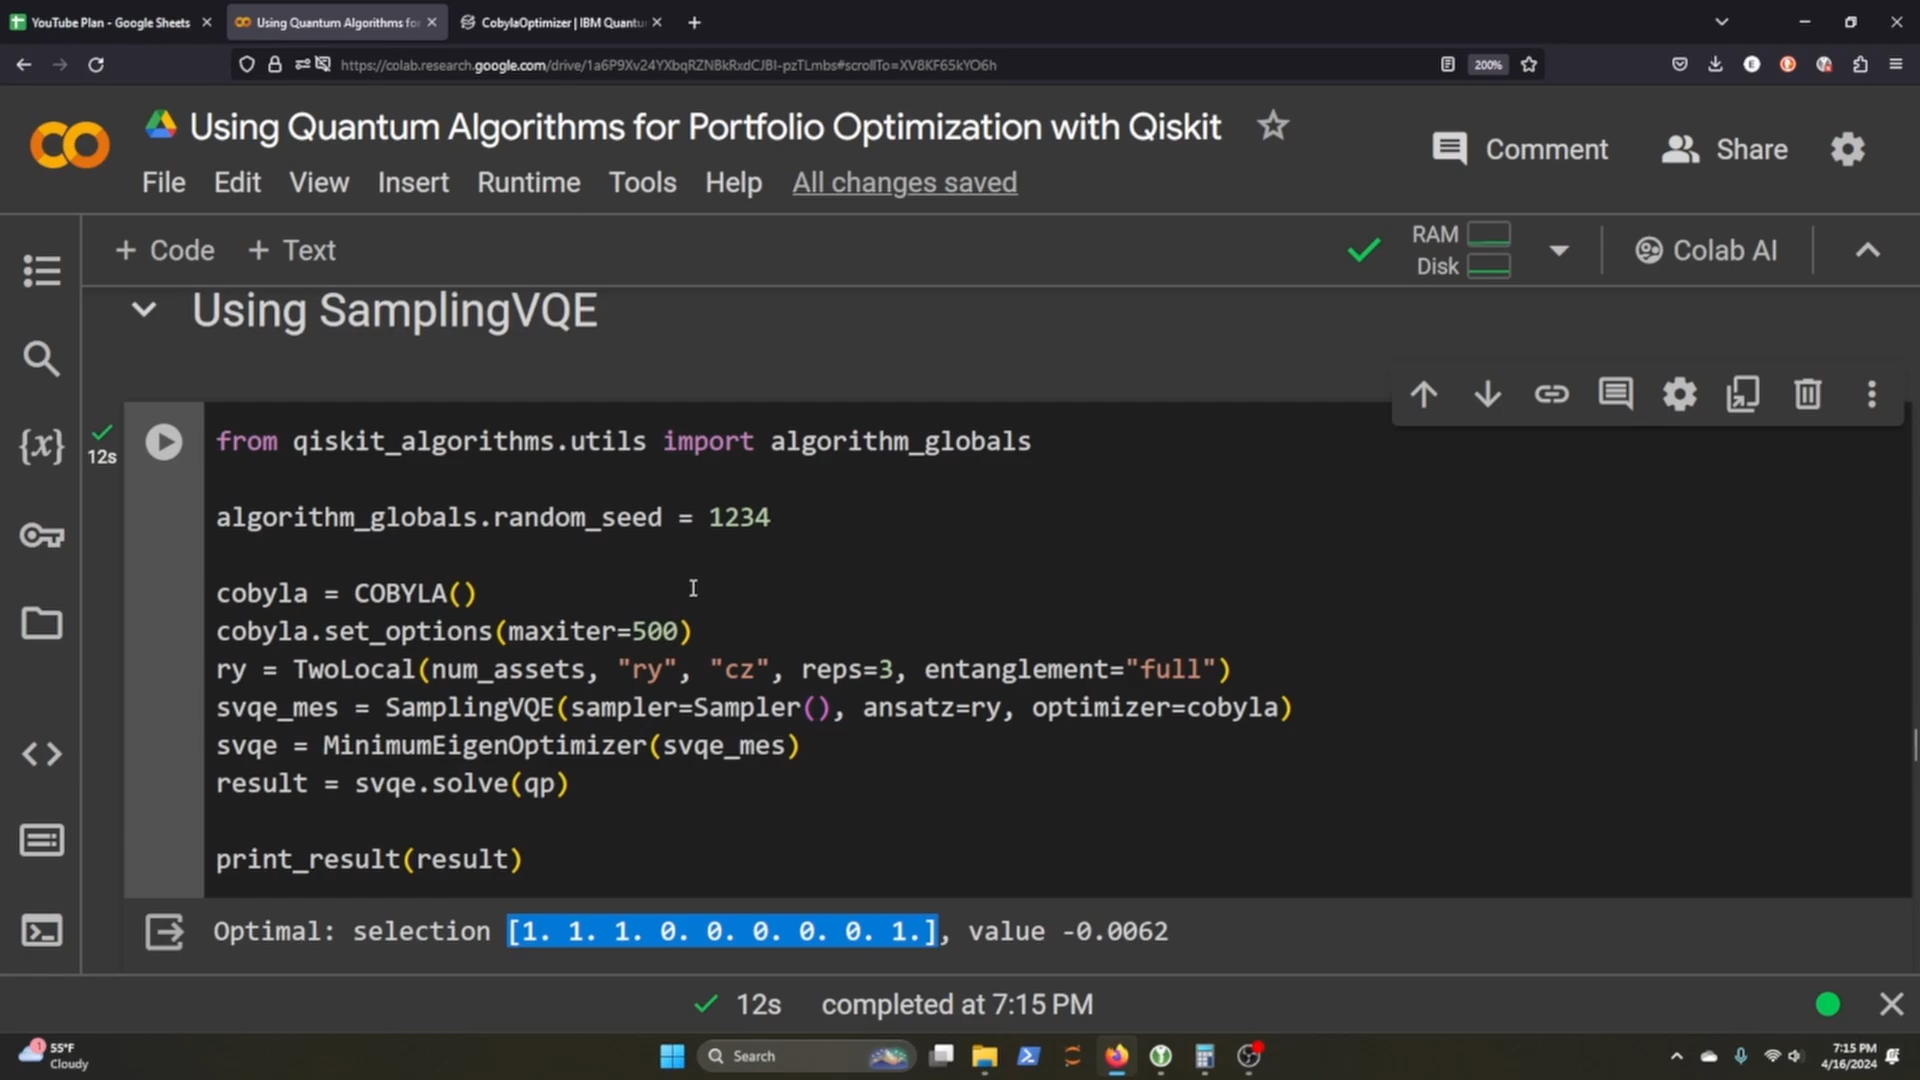 YouTube Plan - Google Sheets
Using Quantum Algorithms fo
CobylaOptimizer | IBM Quantu
https://colab.research.google.com/drive/1a6P9Xv24YXbqRZNBkRxdCJBI-pzTLmbs#scrollTo=XV8KF65kYO6h
200%
Using Quantum Algorithms for Portfolio Optimization with Qiskit
Comment
Share
File Edit View Insert Runtime Tools Help All changes saved
+ Code + Text
RAM
Disk
Colab AI
Using SamplingVQE
{x}
12s
from qiskit_algorithms.utils import algorithm_globals
algorithm_globals.random_seed = 1234
cobyla = COBYLA()
cobyla.set_options(maxiter=500)
ry = TwoLocal(num_assets, "ry", "cz", reps=3, entanglement="full")
svqe_mes = SamplingVQE(sampler=Sampler(), ansatz=ry, optimizer=cobyla)
svqe = MinimumEigenOptimizer(svqe_mes)
result = svqe.solve(qp)
print_result(result)
Optimal: selection [1. 1. 1. 0. 0. 0. 0. 0. 1.], value -0.0062
12s completed at 7:15 PM
1
55°F
Cloudy
Search
7:15 PM
4/16/2024